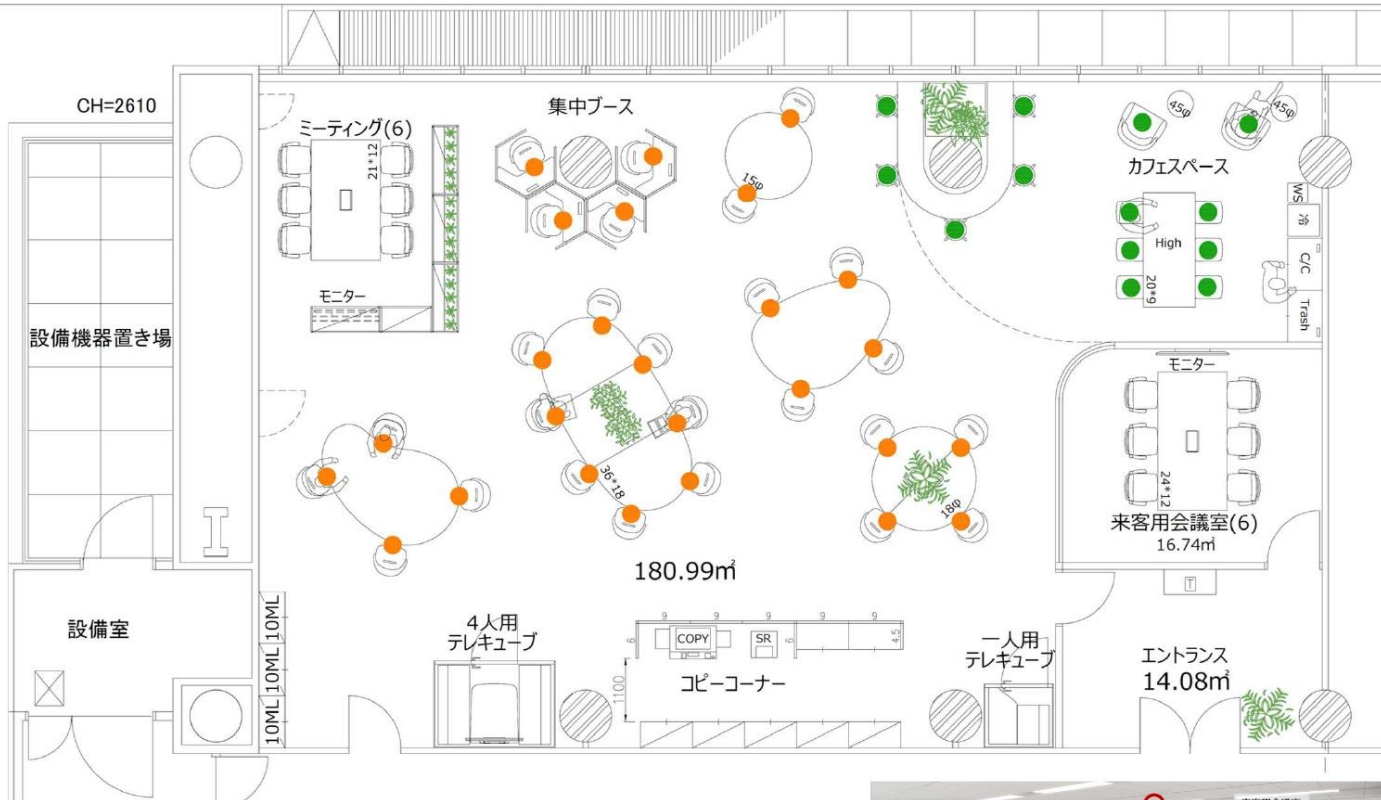 CH=2610
集中ブース
ミーティング(6)
21*12
モニター
設備機器置き場
15φ
45φ
45φ
カフェスペース
WS
冷
C/C
Trash
High
20*9
モニター
24*12
来客用会議室(6)
16.74㎡
T
36*18
18φ
180.99㎡
設備室
10ML
10ML
10ML
4人用
テレキューブ
9
9
9
9
9
6
COPY
SR
6
4.5
1100
コピーコーナー
一人用
テレキューブ
エントランス
14.08㎡